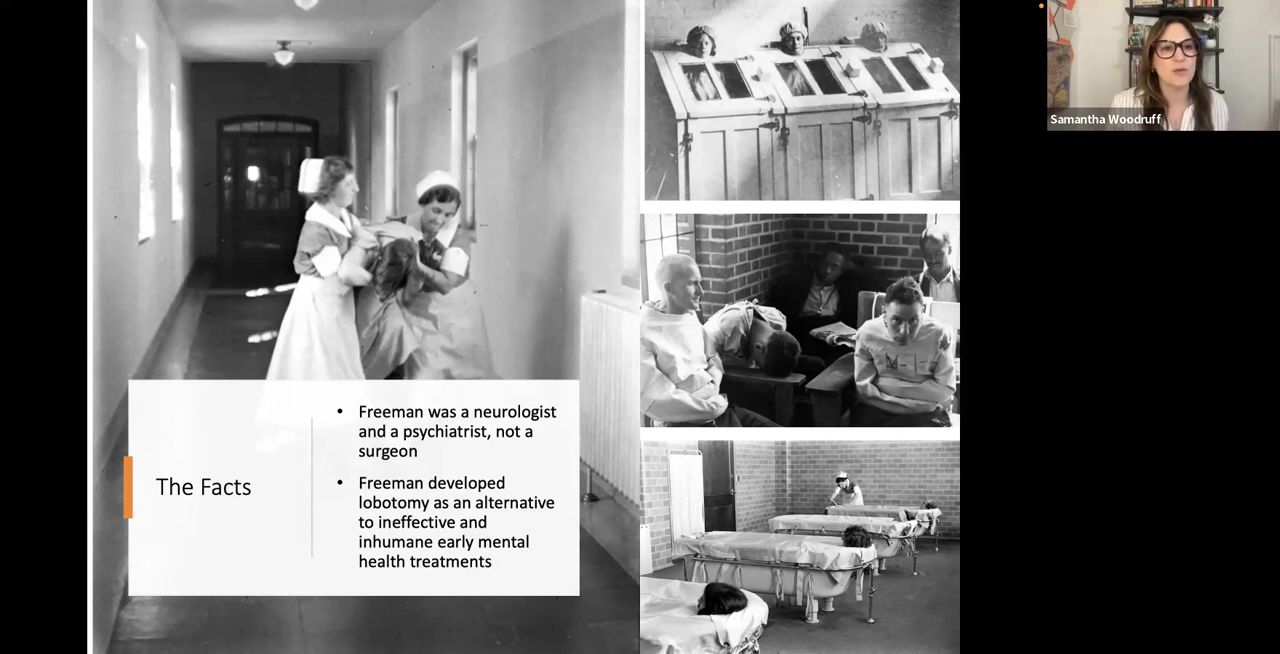 The Facts
• Freeman was a neurologist
and a psychiatrist, not a
surgeon
• Freeman developed
lobotomy as an alternative
to ineffective and
inhumane early mental
health treatments
Samantha Woodruff